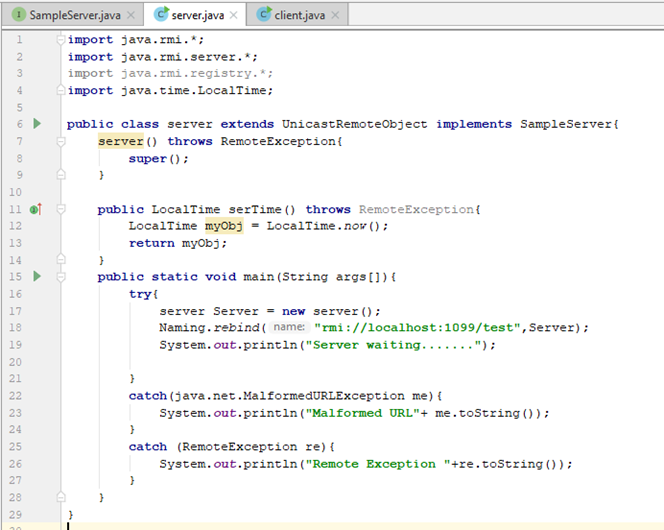 SampleServer.java server.java client.java
1 import java.rmi.*;
2 import java.rmi.server.*;
3 import java.rmi.registry.*;
4 import java.time.LocalTime;
5
6 public class server extends UnicastRemoteObject implements SampleServer{
7 server() throws RemoteException{
8 super();
9 }
10
11 public LocalTime serTime() throws RemoteException{
12 LocalTime myObj = LocalTime.now();
13 return myObj;
14 }
15 public static void main(String args[]){
16 try{
17 server Server = new server();
18 Naming.rebind( name: "rmi://localhost:1099/test",Server);
19 System.out.println("Server waiting.......");
20
21 }
22 catch(java.net.MalformedURLException me){
23 System.out.println("Malformed URL"+ me.toString());
24 }
25 catch (RemoteException re){
26 System.out.println("Remote Exception "+re.toString());
27 }
28 }
29 }